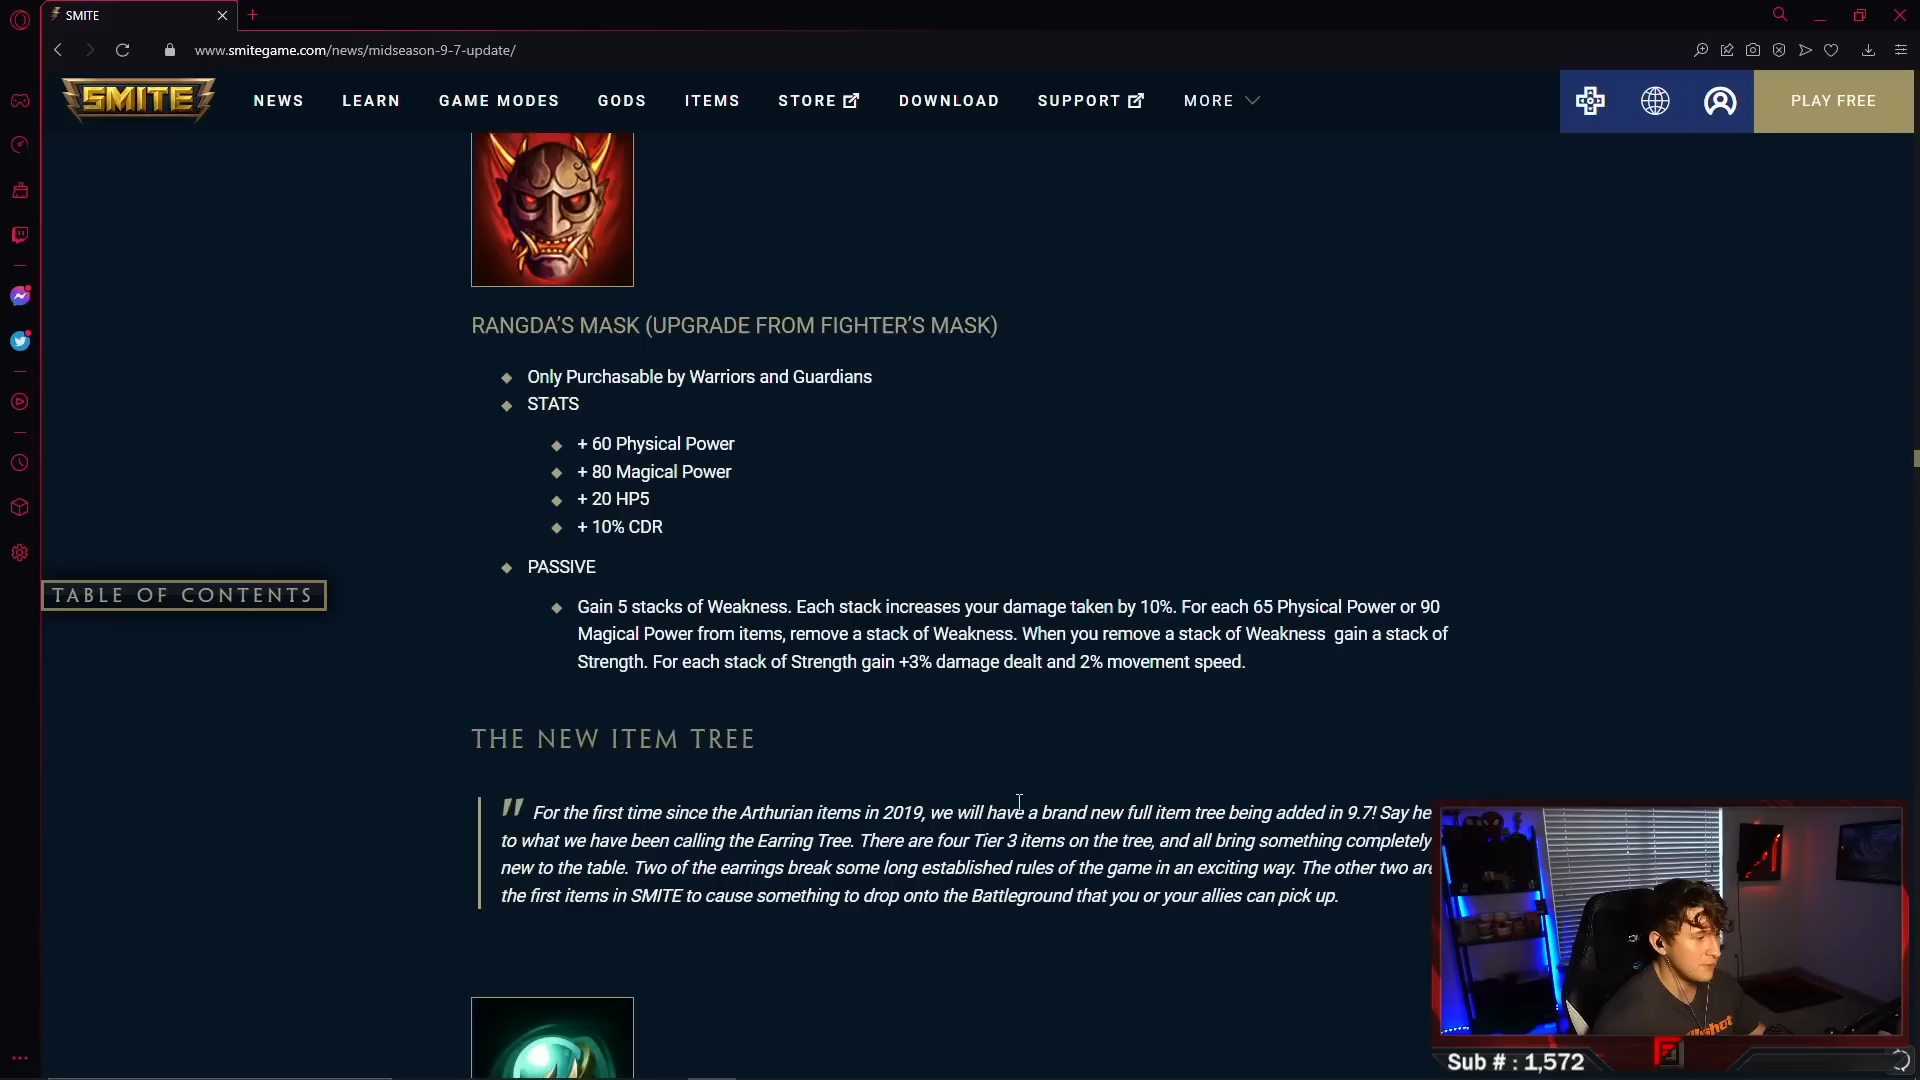 SMITE
www.smitegame.com/news/midseason-9-7-update/
SMITE
NEWS
LEARN
GAME MODES
GODS
ITEMS
STORE
DOWNLOAD
SUPPORT
MORE
PLAY FREE
RANGDA'S MASK (UPGRADE FROM FIGHTER'S MASK)
Only Purchasable by Warriors and Guardians
STATS
+ 60 Physical Power
+ 80 Magical Power
+ 20 HP5
+ 10% CDR
PASSIVE
TABLE OF CONTENTS
Gain 5 stacks of Weakness. Each stack increases your damage taken by 10%. For each 65 Physical Power or 90
Magical Power from items, remove a stack of Weakness. When you remove a stack of Weakness gain a stack of
Strength. For each stack of Strength gain +3% damage dealt and 2% movement speed.
THE NEW ITEM TREE
" For the first time since the Arthurian items in 2019, we will have a brand new full item tree being added in 9.7! Say he
to what we have been calling the Earring Tree. There are four Tier 3 items on the tree, and all bring something completely
new to the table. Two of the earrings break some long established rules of the game in an exciting way. The other two are
the first items in SMITE to cause something to drop onto the Battleground that you or your allies can pick up.
Sub # : 1,572